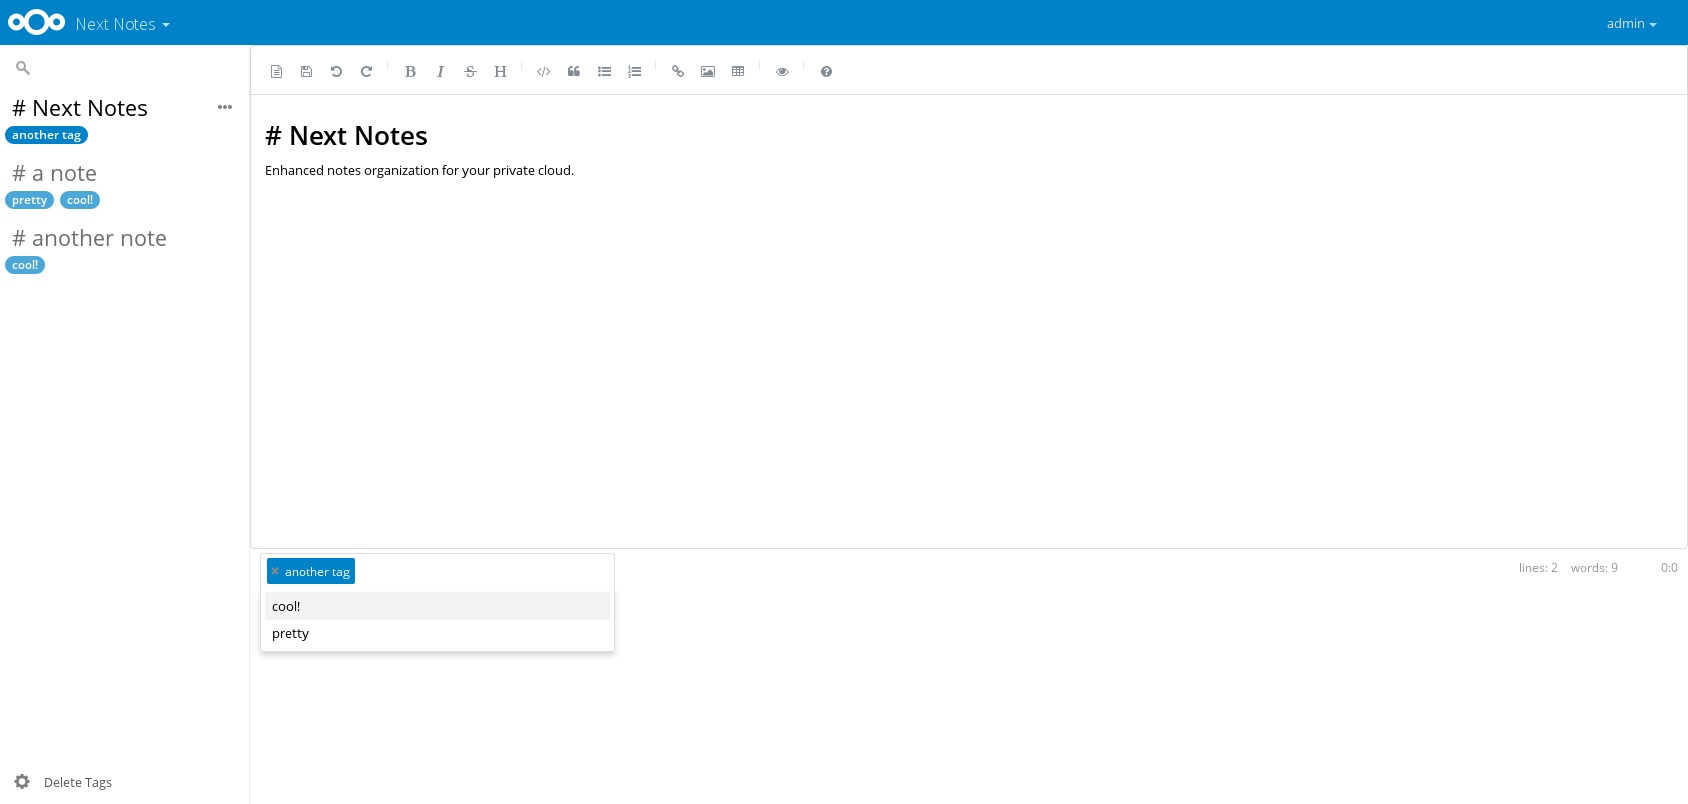 Next Notes
admin
# Next Notes
another tag
# a note
pretty cool!
# another note
cool!
Delete Tags
B I S H
# Next Notes
Enhanced notes organization for your private cloud.
× another tag
cool!
pretty
lines: 2 words: 9 0:0